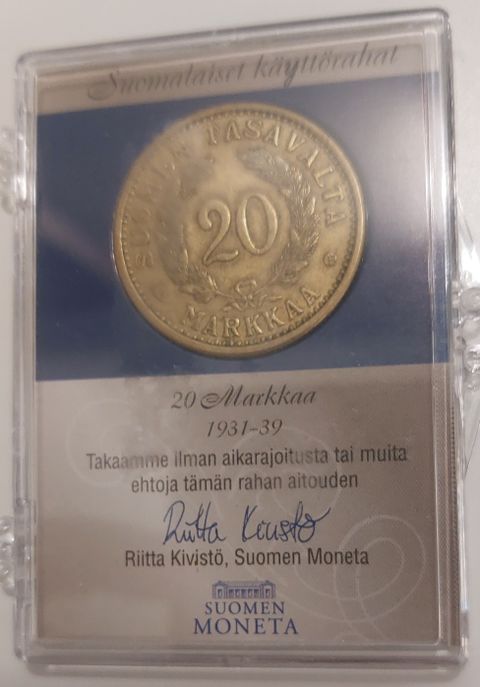 Suomalaiset käyttörahat
SUOMEN TASAVALTA
20
MARKKAA
20 Markkaa
1931-39
Takaamme ilman aikarajoitusta tai muita
ehtoja tämän rahan aitouden
Riitta Kivistö
Riitta Kivistö, Suomen Moneta
SUOMEN
MONETA